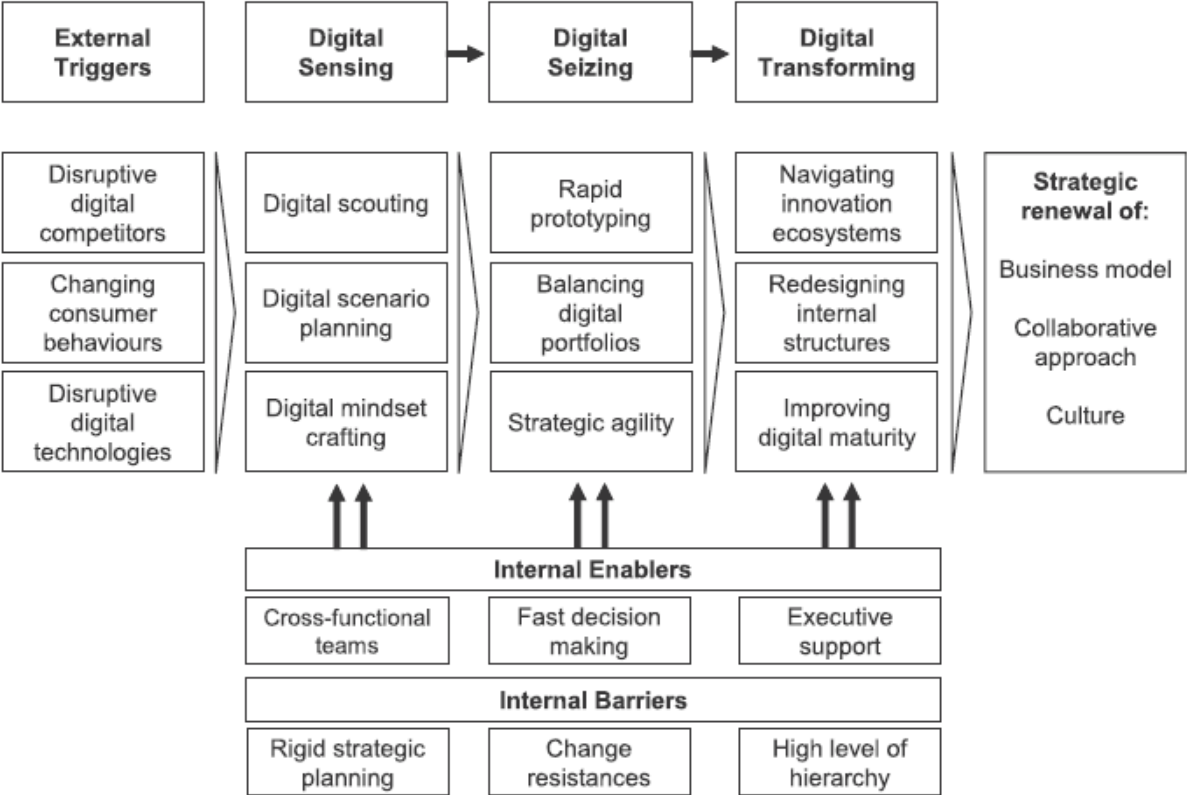 External
Triggers
Digital
Sensing
Digital
Seizing
Digital
Transforming
Disruptive
digital
competitors
Changing
consumer
behaviours
Disruptive
digital
technologies
Digital scouting
Digital scenario
planning
Digital mindset
crafting
Rapid
prototyping
Balancing
digital
portfolios
Strategic agility
Navigating
innovation
ecosystems
Redesigning
internal
structures
Improving
digital maturity
Strategic
renewal of:
Business model
Collaborative
approach
Culture
Internal Enablers
Cross-functional
teams
Fast decision
making
Executive
support
Internal Barriers
Rigid strategic
planning
Change
resistances
High level of
hierarchy